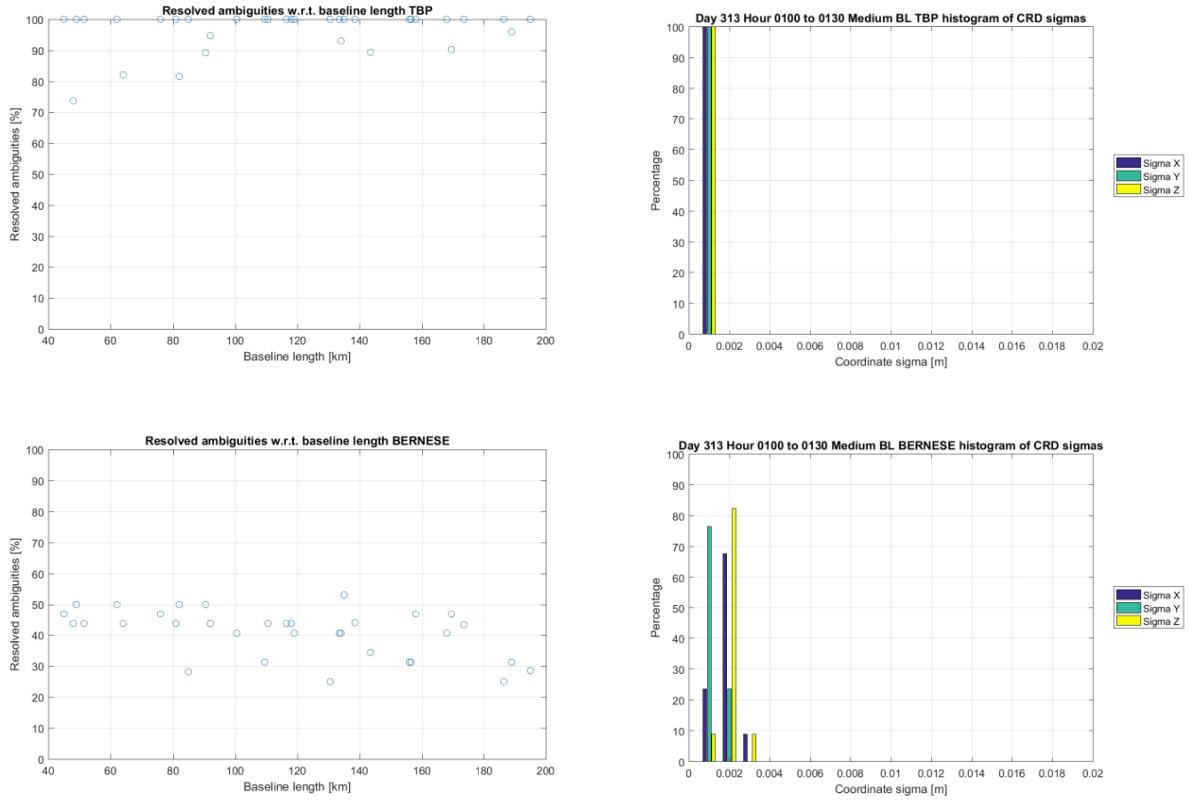 Resolved ambiguities w.r.t. baseline length TBP
100
90
80
70
60
50
40
30
20
10
0
Resolved ambiguities [%]
40 60 80 100 120 140 160 180 200
Baseline length [km]
Day 313 Hour 0100 to 0130 Medium BL TBP histogram of CRD sigmas
100
90
80
70
60
50
40
30
20
10
0
Percentage
0 0.002 0.004 0.006 0.008 0.01 0.012 0.014 0.016 0.018 0.02
Coordinate sigma [m]
Sigma X
Sigma Y
Sigma Z
Resolved ambiguities w.r.t. baseline length BERNESE
100
90
80
70
60
50
40
30
20
10
0
Resolved ambiguities [%]
40 60 80 100 120 140 160 180 200
Baseline length [km]
Day 313 Hour 0100 to 0130 Medium BL BERNESE histogram of CRD sigmas
100
90
80
70
60
50
40
30
20
10
0
Percentage
0 0.002 0.004 0.006 0.008 0.01 0.012 0.014 0.016 0.018 0.02
Coordinate sigma [m]
Sigma X
Sigma Y
Sigma Z